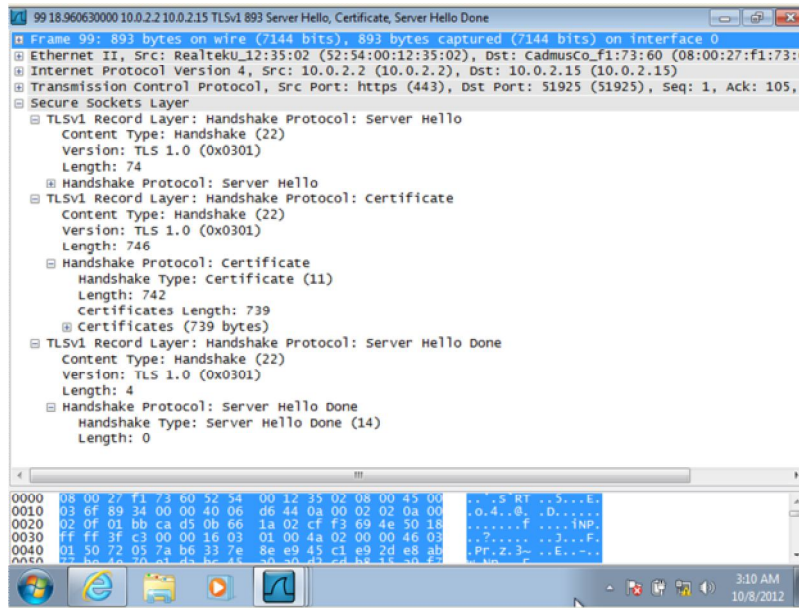 99 18.960630000 10.0.2.2 10.0.2.15 TLSv1 893 Server Hello, Certificate, Server Hello Done
Frame 99: 893 bytes on wire (7144 bits), 893 bytes captured (7144 bits) on interface 0
Ethernet II, Src: RealtekU_12:35:02 (52:54:00:12:35:02), Dst: CadmusCo_f1:73:60 (08:00:27:f1:73:
Internet Protocol Version 4, Src: 10.0.2.2 (10.0.2.2), Dst: 10.0.2.15 (10.0.2.15)
Transmission Control Protocol, Src Port: https (443), Dst Port: 51925 (51925), Seq: 1, Ack: 105,
Secure Sockets Layer
TLSv1 Record Layer: Handshake Protocol: Server Hello
Content Type: Handshake (22)
Version: TLS 1.0 (0x0301)
Length: 74
Handshake Protocol: Server Hello
TLSv1 Record Layer: Handshake Protocol: Certificate
Content Type: Handshake (22)
Version: TLS 1.0 (0x0301)
Length: 746
Handshake Protocol: Certificate
Handshake Type: Certificate (11)
Length: 742
Certificates Length: 739
Certificates (739 bytes)
TLSv1 Record Layer: Handshake Protocol: Server Hello Done
Content Type: Handshake (22)
Version: TLS 1.0 (0x0301)
Length: 4
Handshake Protocol: Server Hello Done
Handshake Type: Server Hello Done (14)
Length: 0
0000 08 00 27 f1 73 60 52 54 00 12 35 02 08 00 45 00 ..'.s`RT ..5...E.
0010 03 6f 89 34 00 00 40 06 d6 44 0a 00 02 02 0a 00 .o.4..@. .D......
0020 02 0f 01 bb ca d5 0b 66 1a 02 cf f3 69 4e 50 18 .......f ....iNP.
0030 ff ff 3f c3 00 00 16 03 01 00 4a 02 00 00 46 03 ..?..... ..J...F.
0040 01 50 72 05 7a b6 33 7e 8e e9 45 c1 e9 2d e8 ab .Pr.z.3~ ..E..-..
0050
3:10 AM
10/8/2012